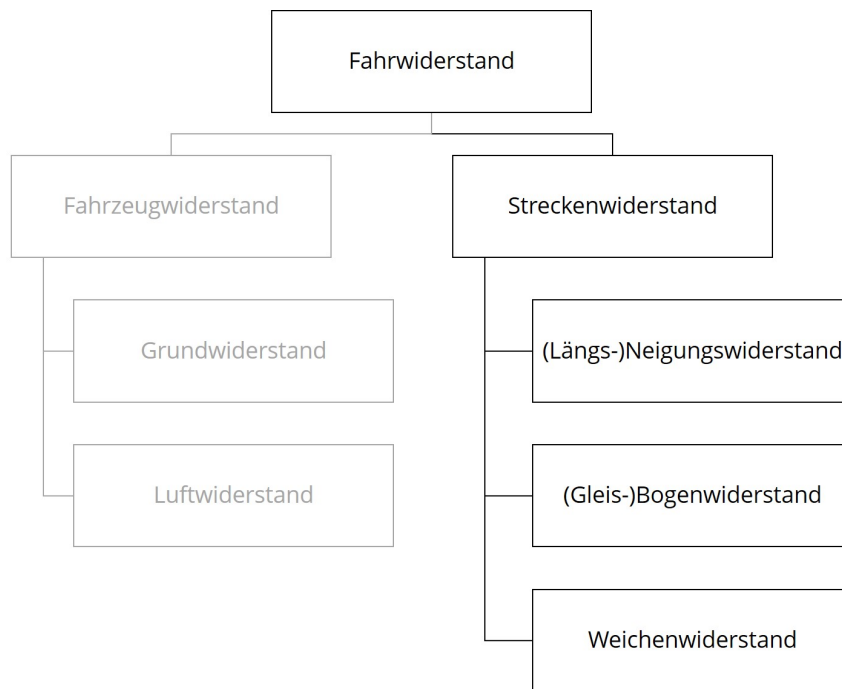 Fahrwiderstand
Fahrzeugwiderstand
Streckenwiderstand
Grundwiderstand
(Längs-)Neigungswiderstand
Luftwiderstand
(Gleis-)Bogenwiderstand
Weichenwiderstand